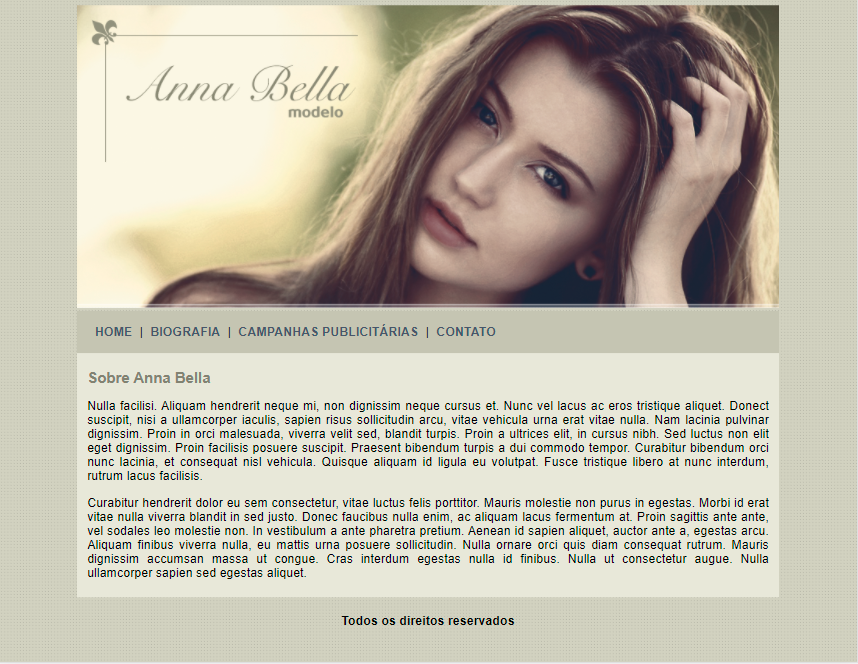 Anna Bella
modelo
HOME | BIOGRAFIA | CAMPANHAS PUBLICITÁRIAS | CONTATO
Sobre Anna Bella
Nulla facilisi. Aliquam hendrerit neque mi, non dignissim neque cursus et. Nunc vel lacus ac eros tristique aliquet. Donect
suscipit, nisi a ullamcorper iaculis, sapien risus sollicitudin arcu, vitae vehicula urna erat vitae nulla. Nam lacinia pulvinar
dignissim. Proin in orci malesuada, viverra velit sed, blandit turpis. Proin a ultrices elit, in cursus nibh. Sed luctus non elit
eget dignissim. Proin facilisis posuere suscipit. Praesent bibendum turpis a dui commodo tempor. Curabitur bibendum orci
nunc lacinia, et consequat nisl vehicula. Quisque aliquam id ligula eu volutpat. Fusce tristique libero at nunc interdum,
rutrum lacus facilisis.
Curabitur hendrerit dolor eu sem consectetur, vitae luctus felis porttitor. Mauris molestie non purus in egestas. Morbi id erat
vitae nulla viverra blandit in sed justo. Donec faucibus nulla enim, ac aliquam lacus fermentum at. Proin sagittis ante ante,
vel sodales leo molestie non. In vestibulum a ante pharetra pretium. Aenean id sapien aliquet, auctor ante a, egestas arcu.
Aliquam finibus viverra nulla, eu mattis urna posuere sollicitudin. Nulla ornare orci quis diam consequat rutrum. Mauris
dignissim accumsan massa ut congue. Cras interdum egestas nulla id finibus. Nulla ut consectetur augue. Nulla
ullamcorper sapien sed egestas aliquet.
Todos os direitos reservados